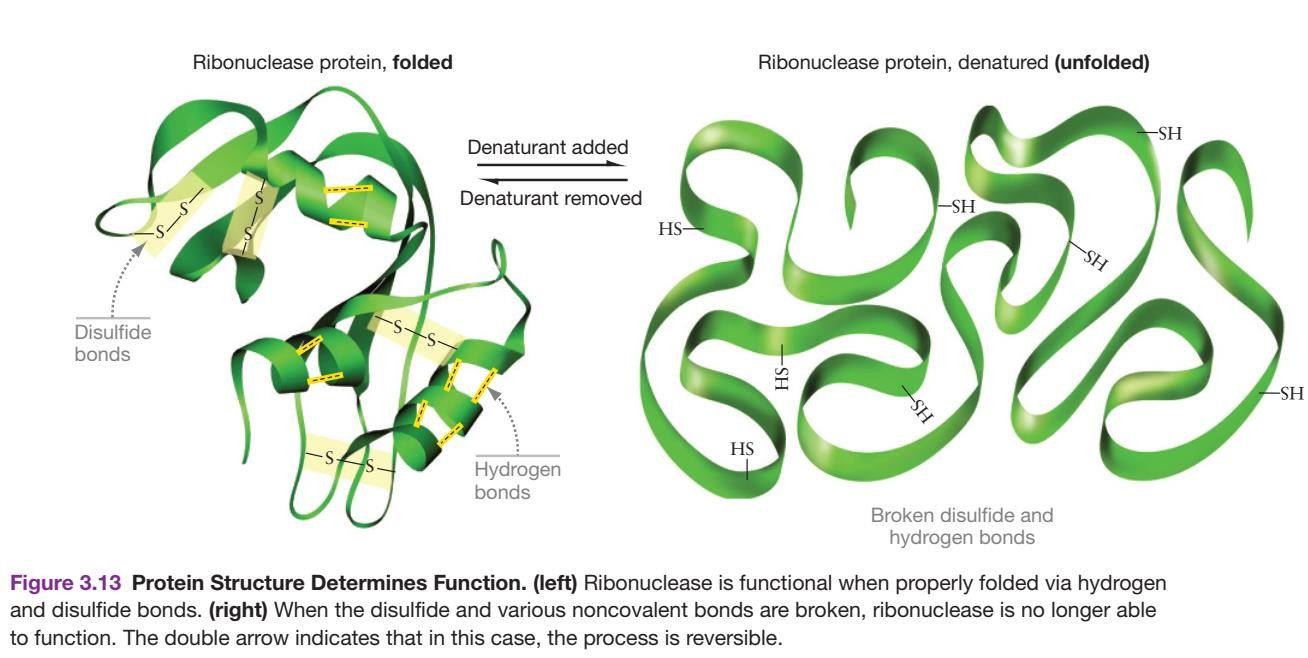 Ribonuclease protein, folded
Ribonuclease protein, denatured (unfolded)
Denaturant added
Denaturant removed
S
S
S
S
Disulfide
bonds
S
S
S
S
Hydrogen
bonds
SH
SH
HS
SH
HS
SH
SH
HS
Broken disulfide and
hydrogen bonds
Figure 3.13 Protein Structure Determines Function. (left) Ribonuclease is functional when properly folded via hydrogen
and disulfide bonds. (right) When the disulfide and various noncovalent bonds are broken, ribonuclease is no longer able
to function. The double arrow indicates that in this case, the process is reversible.